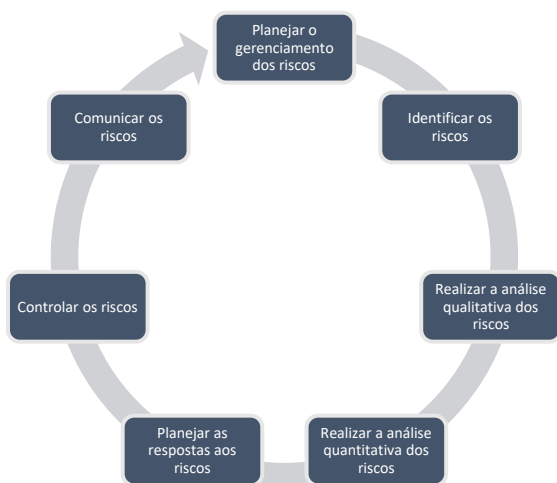 Planejar o
gerenciamento
dos riscos
Identificar os
riscos
Realizar a análise
qualitativa dos
riscos
Realizar a análise
quantitativa dos
riscos
Planejar as
respostas aos
riscos
Controlar os riscos
Comunicar os
riscos